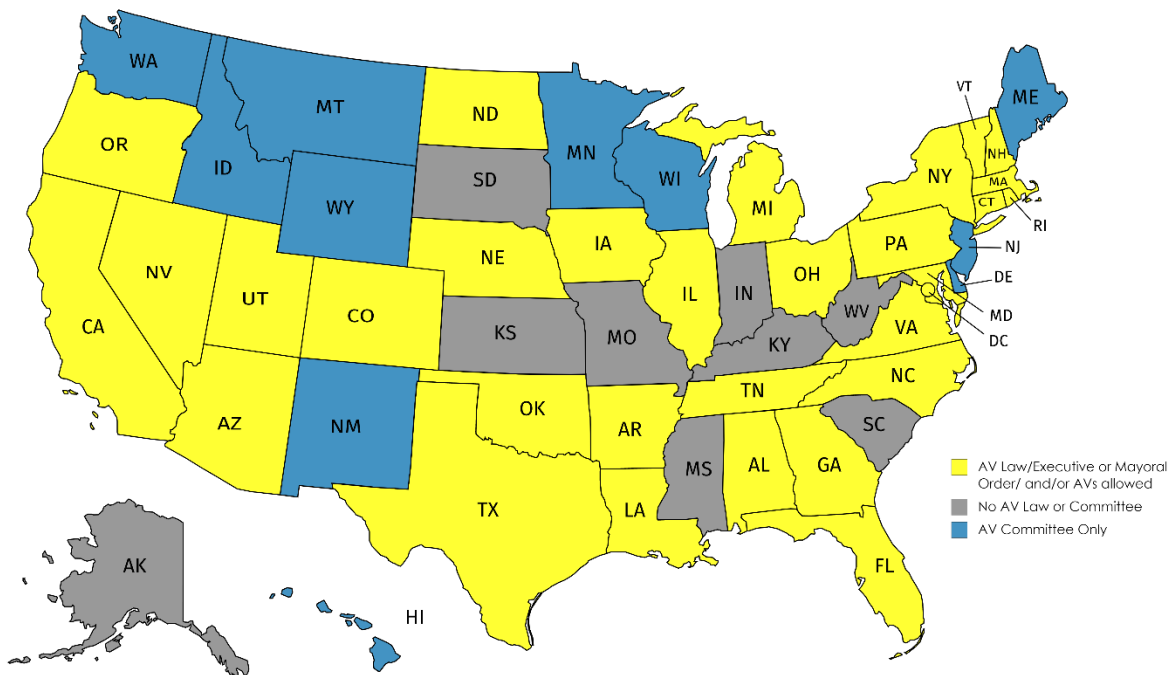 WA
MT
ND
MN
ME
VT
OR
ID
WY
SD
WI
MI
NY
NH
MA
CT
RI
NV
UT
NE
IA
IL
IN
OH
PA
NJ
DE
MD
DC
CA
CO
KS
MO
KY
WV
VA
AZ
NM
OK
AR
TN
NC
SC
TX
LA
MS
AL
GA
FL
AK
HI
AV Law/Executive or Mayoral
Order/ and/or AVs allowed
No AV Law or Committee
AV Committee Only